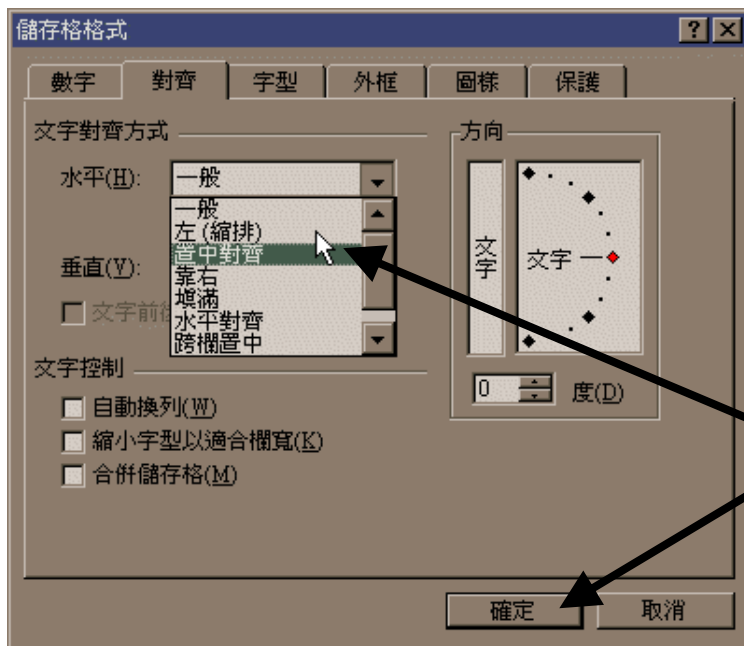 儲存格格式
數字 對齊 字型 外框 圖樣 保護
文字對齊方式
水平(H): 一般
一般
左 (縮排)
置中對齊
靠右
填滿
水平對齊
跨欄置中
垂直(V):
文字前後
文字控制
自動換列(W)
縮小字型以適合欄寬(K)
合併儲存格(M)
方向
文字
文字
0 度(D)
確定 取消